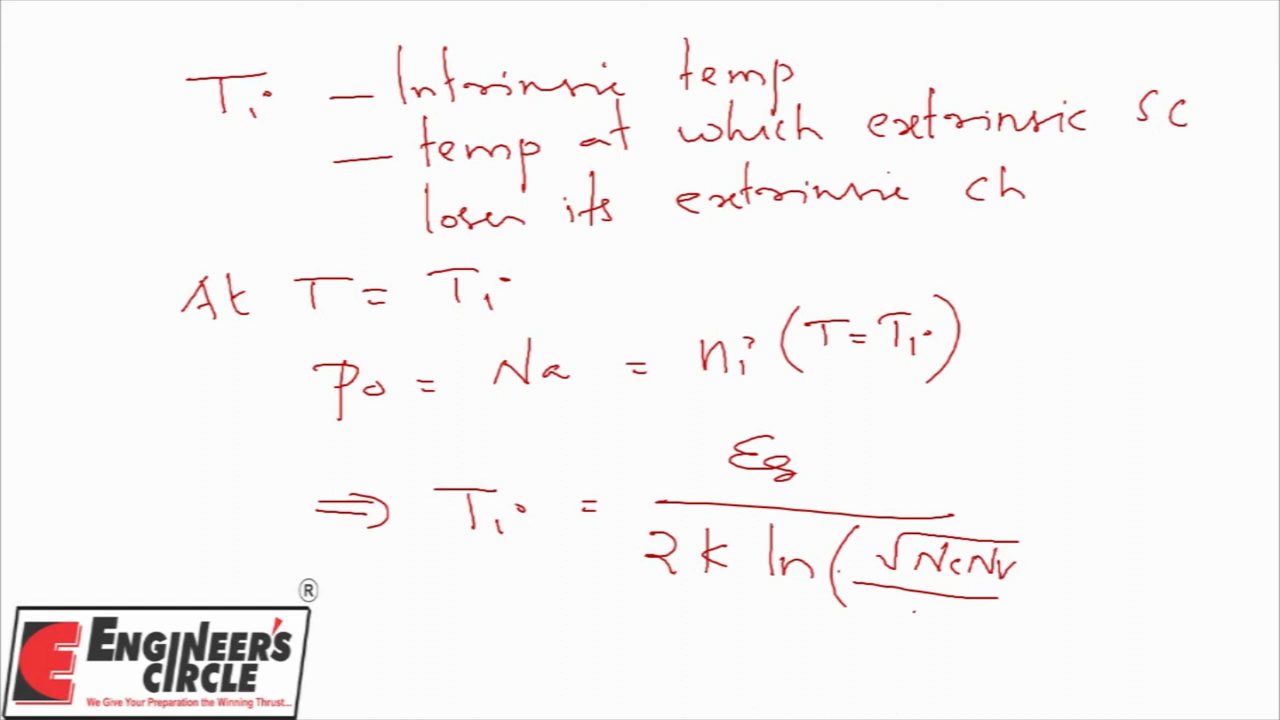 Ti — Intrinsic temp
— temp at which extrinsic SC
loses its extrinsic ch
At T = Ti
po = Na = ni (T = Ti)
⇒ Ti = Eg / 2k ln(√NcNv
®
ENGINEER'S
CIRCLE
We Give Your Preparation the Winning Thrust...